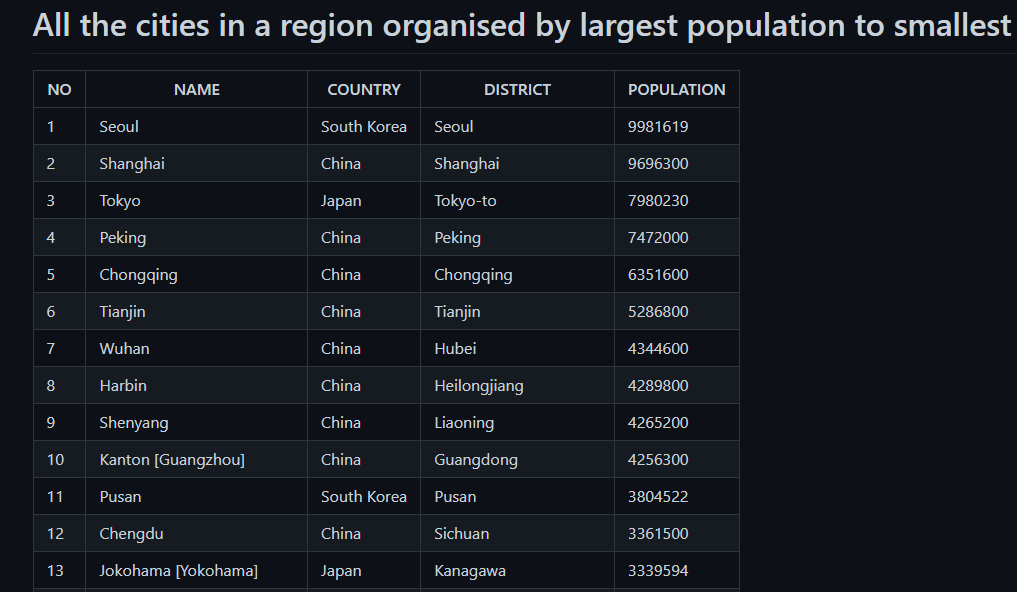 All the cities in a region organised by largest population to smallest
NO NAME COUNTRY DISTRICT POPULATION
1 Seoul South Korea Seoul 9981619
2 Shanghai China Shanghai 9696300
3 Tokyo Japan Tokyo-to 7980230
4 Peking China Peking 7472000
5 Chongqing China Chongqing 6351600
6 Tianjin China Tianjin 5286800
7 Wuhan China Hubei 4344600
8 Harbin China Heilongjiang 4289800
9 Shenyang China Liaoning 4265200
10 Kanton [Guangzhou] China Guangdong 4256300
11 Pusan South Korea Pusan 3804522
12 Chengdu China Sichuan 3361500
13 Jokohama [Yokohama] Japan Kanagawa 3339594